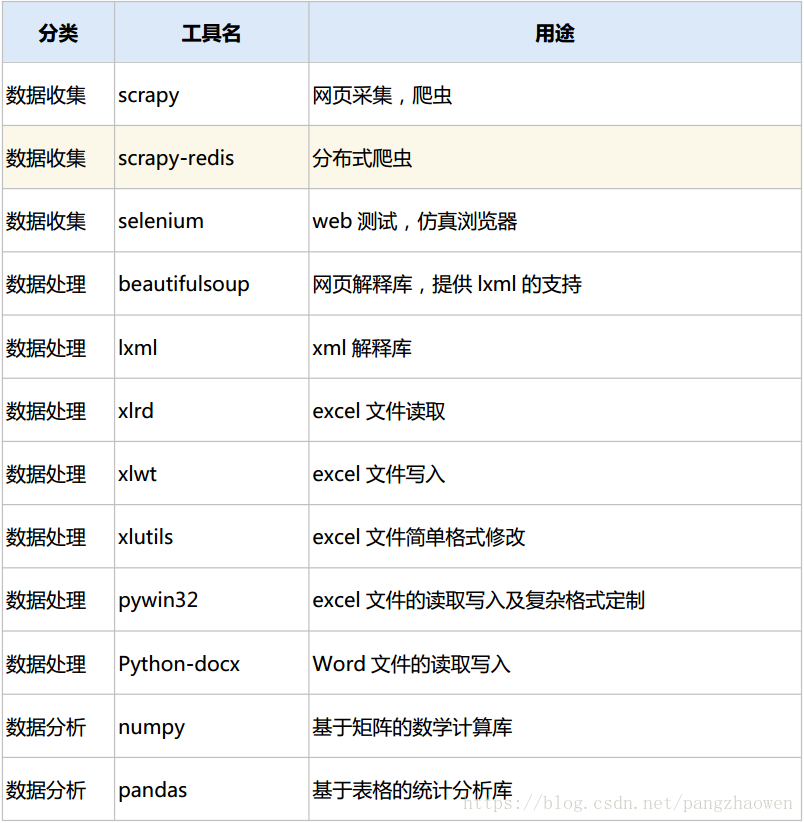 分类 工具名 用途
数据收集 scrapy 网页采集，爬虫
数据收集 scrapy-redis 分布式爬虫
数据收集 selenium web 测试，仿真浏览器
数据处理 beautifulsoup 网页解释库，提供 lxml 的支持
数据处理 lxml xml 解释库
数据处理 xlrd excel 文件读取
数据处理 xlwt excel 文件写入
数据处理 xlutils excel 文件简单格式修改
数据处理 pywin32 excel 文件的读取写入及复杂格式定制
数据处理 Python-docx Word 文件的读取写入
数据分析 numpy 基于矩阵的数学计算库
数据分析 pandas 基于表格的统计分析库
https://blog.csdn.net/pangzhaowen